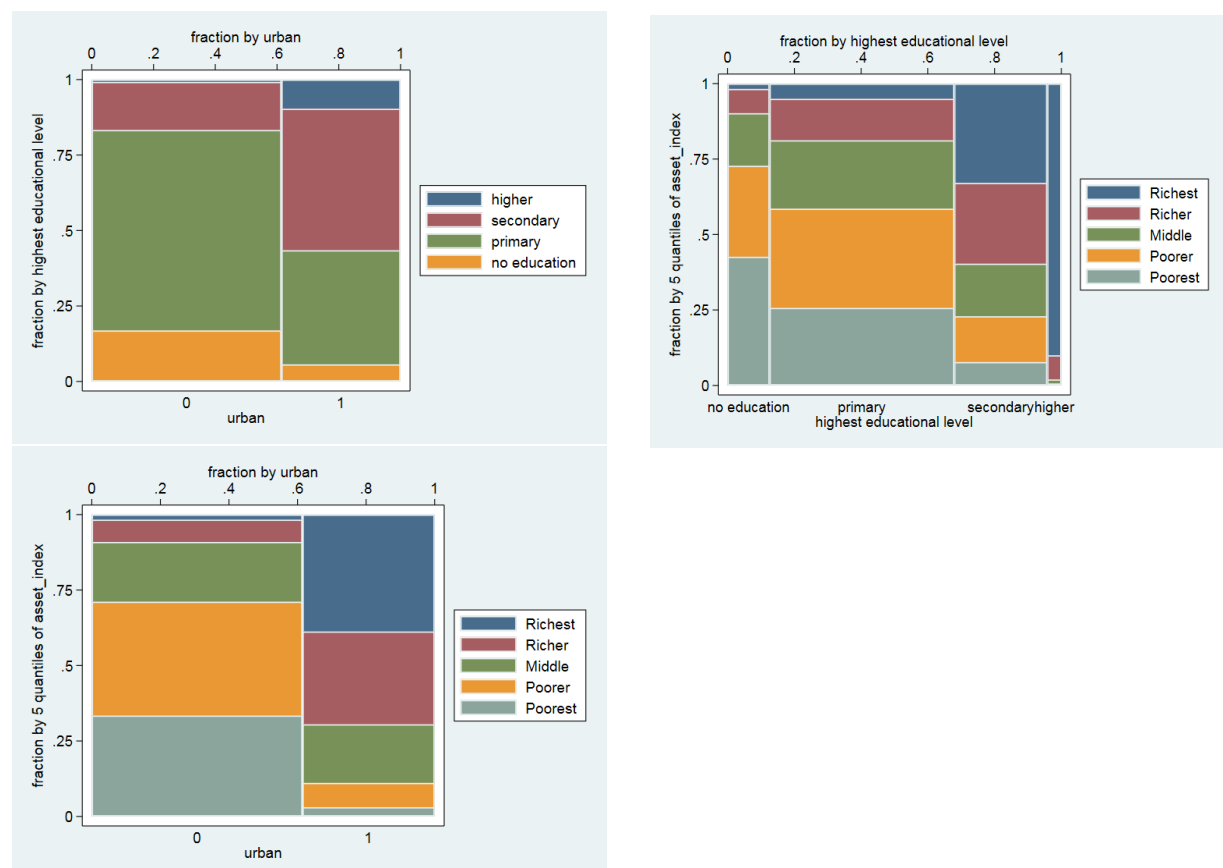 fraction by urban
0 .2 .4 .6 .8 1
fraction by highest educational level
1
.75
.5
.25
0
0 1
urban
higher
secondary
primary
no education
fraction by highest educational level
0 .2 .4 .6 .8 1
fraction by 5 quantiles of asset_index
1
.75
.5
.25
0
no education primary secondaryhigher
highest educational level
Richest
Richer
Middle
Poorer
Poorest
fraction by urban
0 .2 .4 .6 .8 1
fraction by 5 quantiles of asset_index
1
.75
.5
.25
0
0 1
urban
Richest
Richer
Middle
Poorer
Poorest